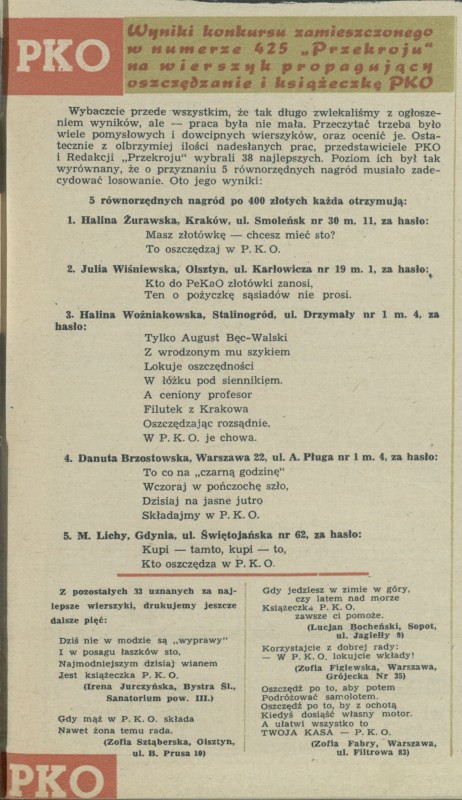 PKO
Wyniki konkursu zamieszczonego
w numerze 425 „Przekroju"
na wierszyk propagujący
oszczędzanie i książeczkę PKO
Wybaczcie przede wszystkim, że tak długo zwlekaliśmy z ogłosze-
niem wyników, ale — praca była nie mała. Przeczytać trzeba było
wiele pomysłowych i dowcipnych wierszyków, oraz ocenić je. Osta-
tecznie z olbrzymiej ilości nadesłanych prac, przedstawiciele PKO
i Redakcji „Przekroju" wybrali 38 najlepszych. Poziom ich był tak
wyrównany, że o przyznaniu 5 równorzędnych nagród musiało zade-
cydować losowanie. Oto jego wyniki:
5 równorzędnych nagród po 400 złotych każda otrzymują:
1. Halina Żurawska, Kraków, ul. Smoleńsk nr 30 m. 11, za hasło:
Masz złotówkę — chcesz mieć sto?
To oszczędzaj w P. K. O.
2. Julia Wiśniewska, Olsztyn, ul. Karłowicza nr 19 m. 1, za hasło:
Kto do PeKaO złotówki zanosi,
Ten o pożyczkę sąsiadów nie prosi.
3. Halina Woźniakowska, Stalinogród, ul. Drzymały nr 1 m. 4, za
hasło:
Tylko August Bęc-Walski
Z wrodzonym mu szykiem
Lokuje oszczędności
W łóżku pod siennikiem.
A ceniony profesor
Filutek z Krakowa
Oszczędzając rozsądnie,
W P. K. O. je chowa.
4. Danuta Brzostowska, Warszawa 22, ul. A. Pługa nr 1 m. 4, za hasło:
To co na „czarną godzinę"
Wczoraj w pończochę szło,
Dzisiaj na jasne jutro
Składajmy w P. K. O.
5. M. Lichy, Gdynia, ul. Świętojańska nr 62, za hasło:
Kupi — tamto, kupi — to,
Kto oszczędza w P. K. O.
Z pozostałych 33 uznanych za naj-
lepsze wierszyki, drukujemy jeszcze
dalsze pięć:
Dziś nie w modzie są „wyprawy"
I w posagu łaszków sto,
Najmodniejszym dzisiaj wianem
Jest książeczka P. K. O.
(Irena Jurczyńska, Bystra Śl.,
Sanatorium pow. III.)
Gdy mąż w P. K. O. składa
Nawet żona temu rada.
(Zofia Sztąberska, Olsztyn,
ul. B. Prusa 10)
Gdy jedziesz w zimie w góry,
czy latem nad morze
Książeczka P. K. O.
zawsze ci pomoże.
(Lucjan Bocheński, Sopot,
ul. Jagiełły 8)
Korzystajcie z dobrej rady:
— W P. K. O. lokujcie wkłady!
(Zofia Figlewska, Warszawa,
Grójecka Nr 35)
Oszczędź po to, aby potem
Podróżować samolotem.
Oszczędź po to, by z ochotą
Kiedyś dosiąść własny motor.
A ułatwi wszystko to
TWOJA KASA — P. K. O.
(Zofia Fabry, Warszawa,
ul. Filtrowa 83)
PKO